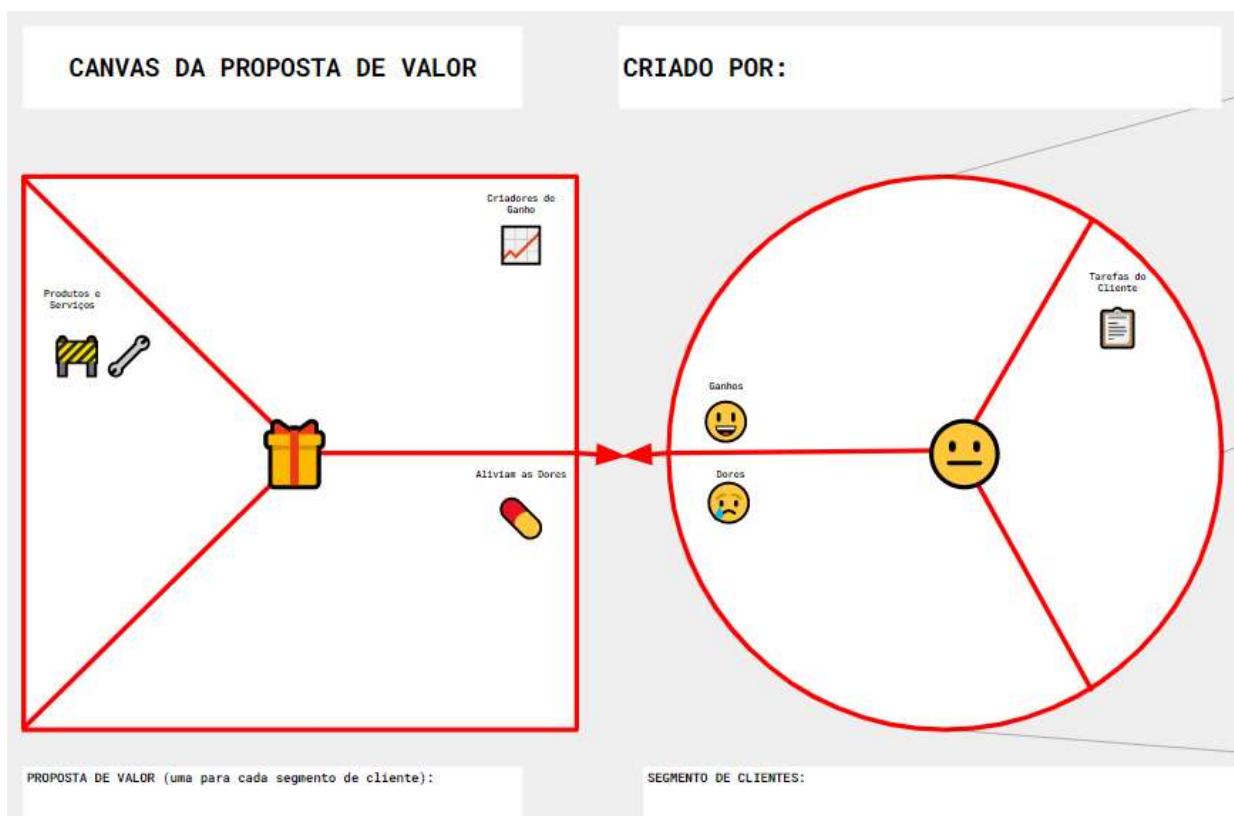 CANVAS DA PROPOSTA DE VALOR
CRIADO POR:
Criadores de
Ganho
Produtos e
Serviços
Aliviam as Dores
Tarefas do
Cliente
Ganhos
Dores
PROPOSTA DE VALOR (uma para cada segmento de cliente):
SEGMENTO DE CLIENTES: